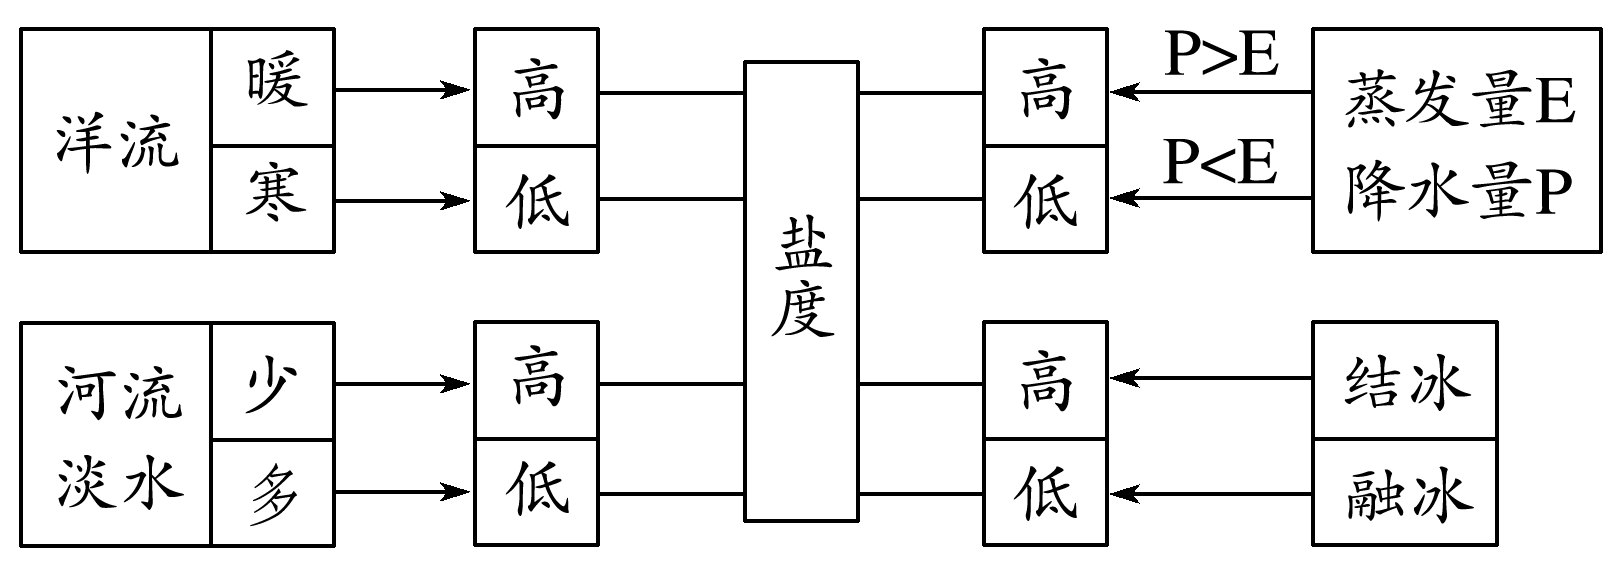 洋流
暖
寒
高
低
高
低
P>E
P<E
蒸发量E
降水量P
盐度
河流
淡水
少
多
高
低
高
低
结冰
融冰